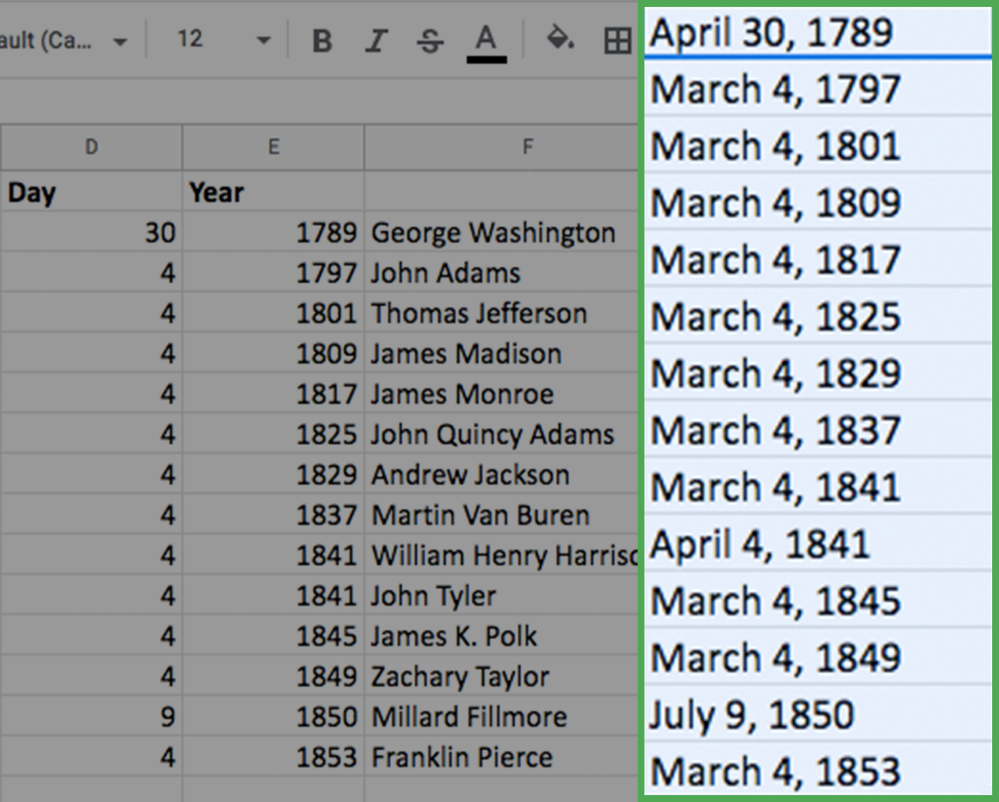 ault (Ca... 12 B I S A
D E F
Day Year
30 1789 George Washington
4 1797 John Adams
4 1801 Thomas Jefferson
4 1809 James Madison
4 1817 James Monroe
4 1825 John Quincy Adams
4 1829 Andrew Jackson
4 1837 Martin Van Buren
4 1841 William Henry Harriso
4 1841 John Tyler
4 1845 James K. Polk
4 1849 Zachary Taylor
9 1850 Millard Fillmore
4 1853 Franklin Pierce
April 30, 1789
March 4, 1797
March 4, 1801
March 4, 1809
March 4, 1817
March 4, 1825
March 4, 1829
March 4, 1837
March 4, 1841
April 4, 1841
March 4, 1845
March 4, 1849
July 9, 1850
March 4, 1853